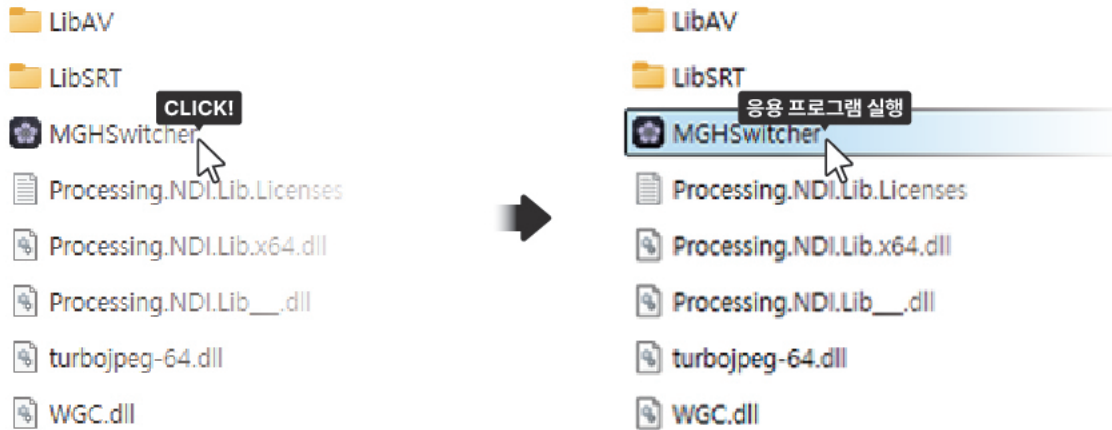 LibAV
LibSRT
CLICK!
MGHSwitcher
Processing.NDI.Lib.Licenses
Processing.NDI.Lib.x64.dll
Processing.NDI.Lib___.dll
turbojpeg-64.dll
WGC.dll
LibAV
LibSRT
응용 프로그램 실행
MGHSwitcher
Processing.NDI.Lib.Licenses
Processing.NDI.Lib.x64.dll
Processing.NDI.Lib___.dll
turbojpeg-64.dll
WGC.dll